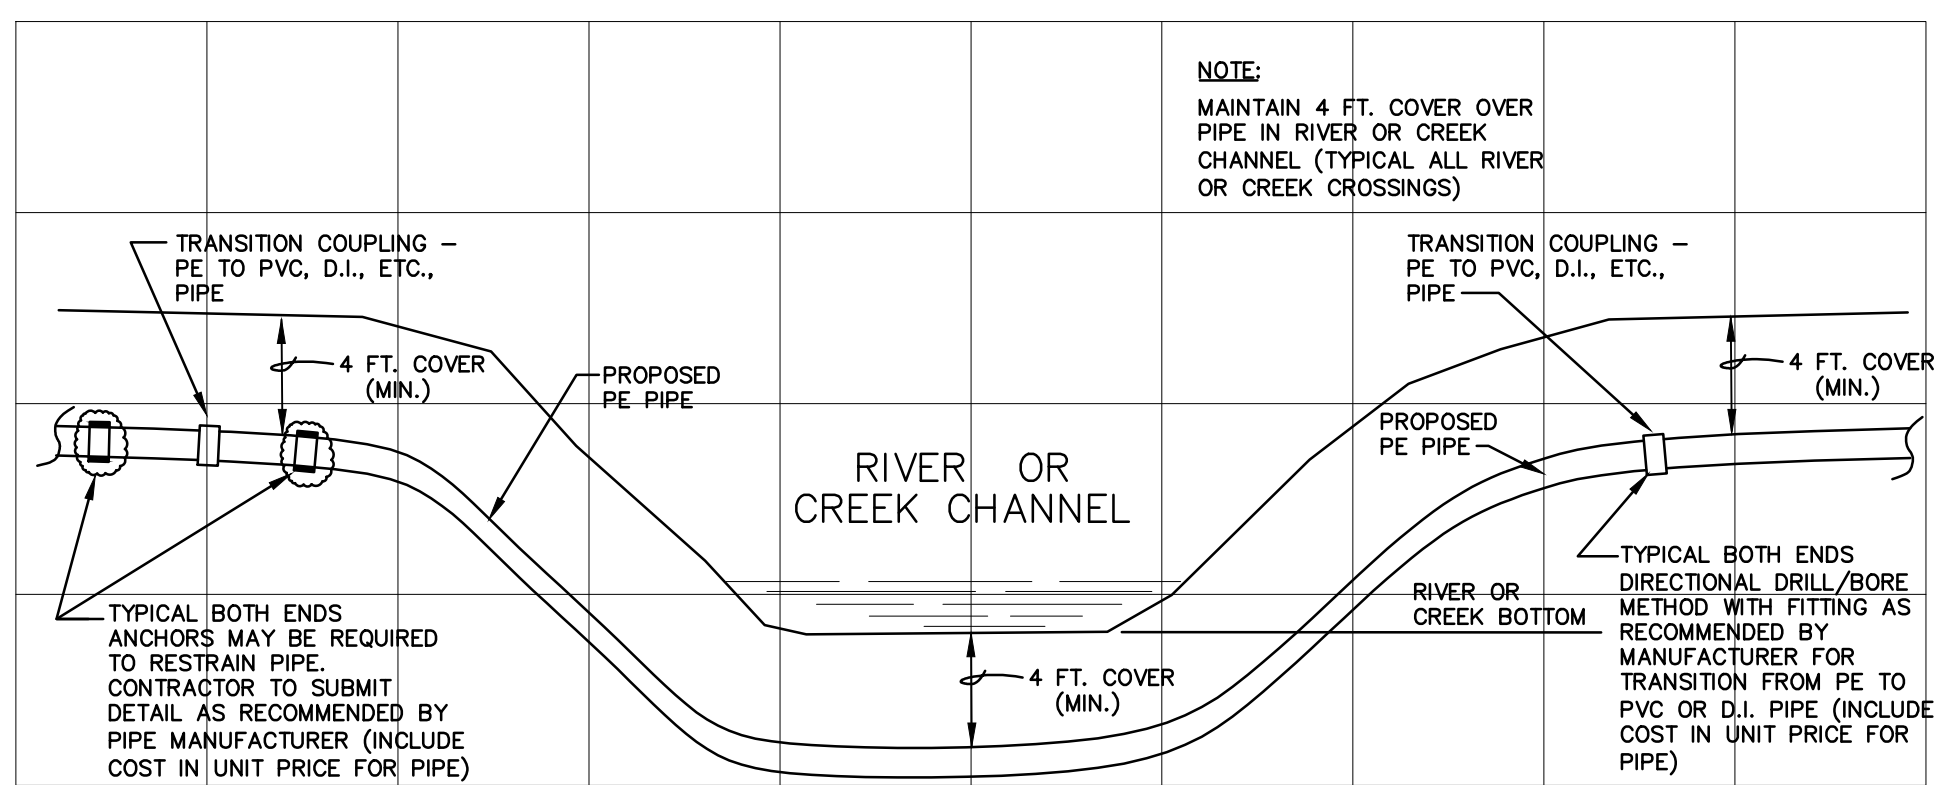 NOTE:
MAINTAIN 4 FT. COVER OVER
PIPE IN RIVER OR CREEK
CHANNEL (TYPICAL ALL RIVER
OR CREEK CROSSINGS)
TRANSITION COUPLING –
PE TO PVC, D.I., ETC.,
PIPE
TRANSITION COUPLING –
PE TO PVC, D.I., ETC.,
PIPE
4 FT. COVER
(MIN.)
PROPOSED
PE PIPE
4 FT. COVER
(MIN.)
PROPOSED
PE PIPE
RIVER OR
CREEK CHANNEL
RIVER OR
CREEK BOTTOM
4 FT. COVER
(MIN.)
TYPICAL BOTH ENDS
ANCHORS MAY BE REQUIRED
TO RESTRAIN PIPE.
CONTRACTOR TO SUBMIT
DETAIL AS RECOMMENDED BY
PIPE MANUFACTURER (INCLUDE
COST IN UNIT PRICE FOR PIPE)
TYPICAL BOTH ENDS
DIRECTIONAL DRILL/BORE
METHOD WITH FITTING AS
RECOMMENDED BY
MANUFACTURER FOR
TRANSITION FROM PE TO
PVC OR D.I. PIPE (INCLUDE
COST IN UNIT PRICE FOR
PIPE)